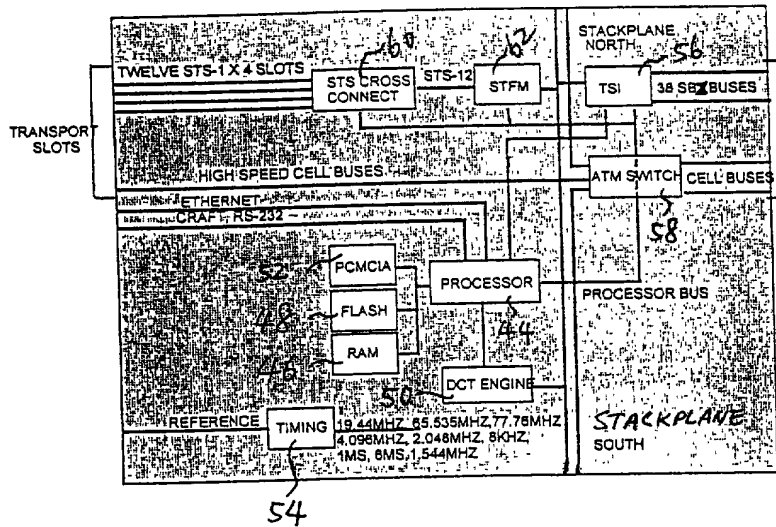 60
62
STACKPLANE
NORTH
56
TWELVE STS-1 X 4 SLOTS
STS CROSS
CONNECT
STS-12
STFM
TSI
38 SBI BUSES
TRANSPORT
SLOTS
HIGH SPEED CELL BUSES
ATM SWITCH
CELL BUSES
ETHERNET
CRAFT, RS-232
58
52
PCMCIA
PROCESSOR
PROCESSOR BUS
48
FLASH
44
46
RAM
50
DCT ENGINE
REFERENCE
TIMING
19.44MHZ, 65.535MHZ, 77.76MHZ
4.096MHZ, 2.048MHZ, 8KHZ,
1MS, 6MS, 1.544MHZ
STACKPLANE
SOUTH
54